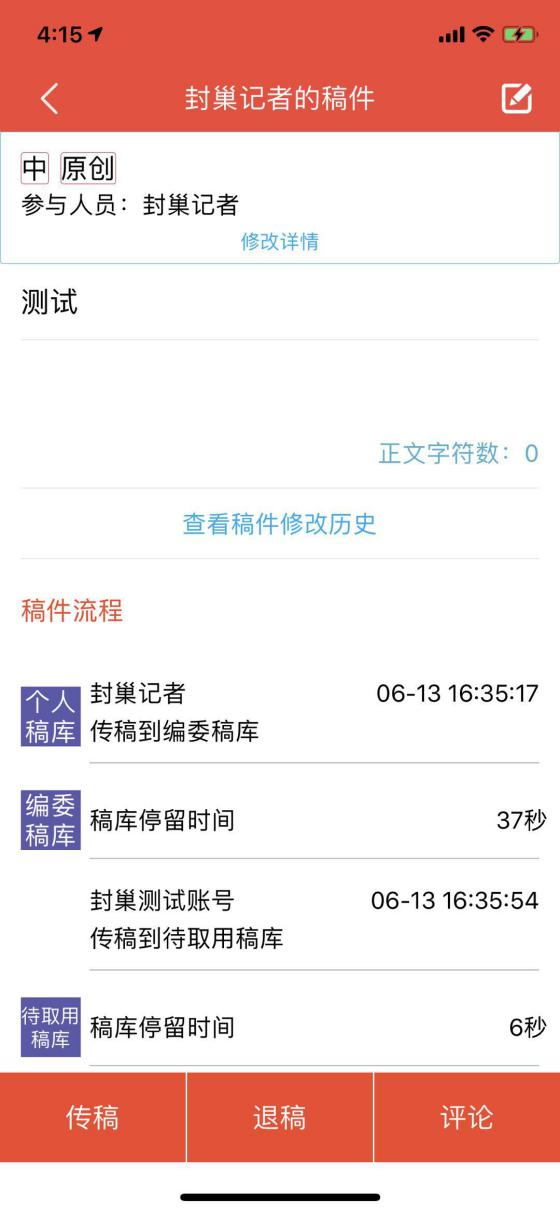 4:15
封巢记者的稿件
中 原创
参与人员：封巢记者
修改详情
测试
正文字符数：0
查看稿件修改历史
稿件流程
个人
稿库
封巢记者 06-13 16:35:17
传稿到编委稿库
编委
稿库
稿库停留时间 37秒
封巢测试账号 06-13 16:35:54
传稿到待取用稿库
待取用
稿库
稿库停留时间 6秒
传稿 退稿 评论